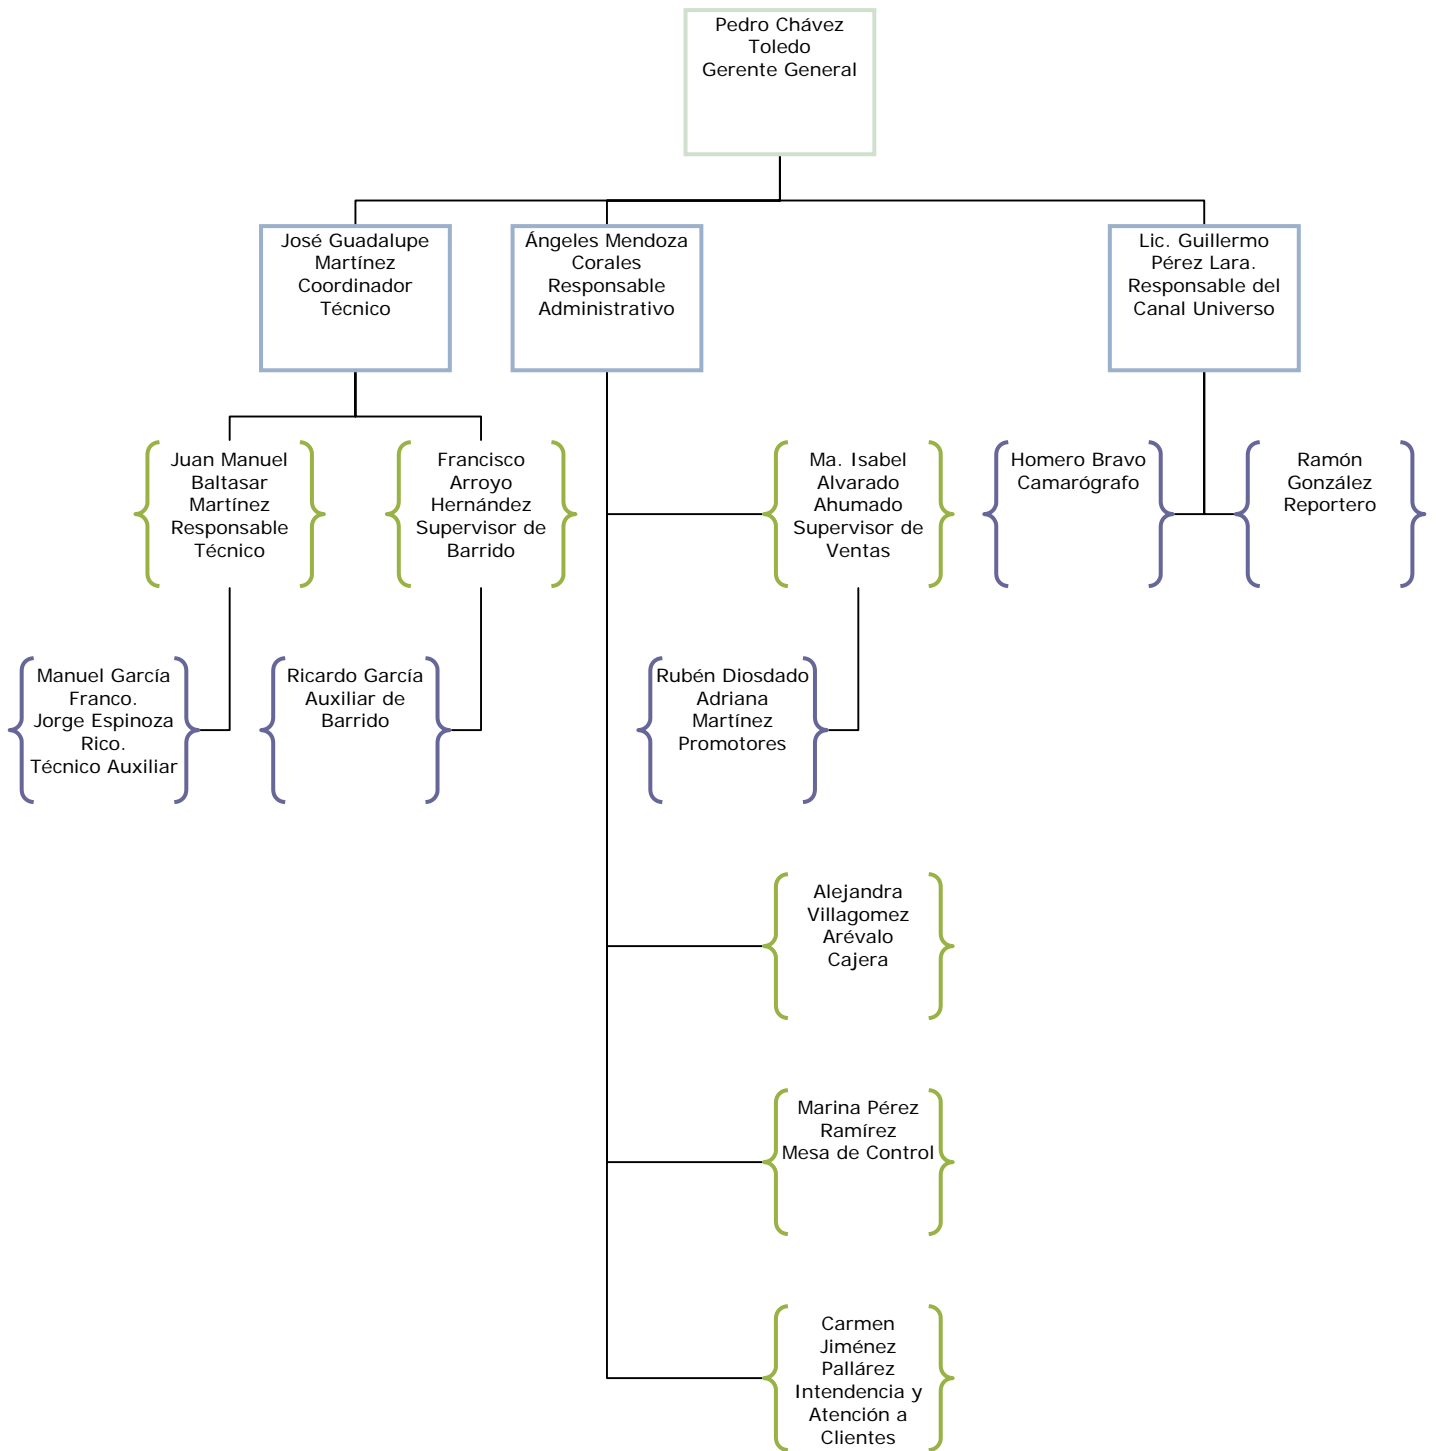 Pedro Chávez
Toledo
Gerente General
José Guadalupe
Martínez
Coordinador
Técnico
Ángeles Mendoza
Corales
Responsable
Administrativo
Lic. Guillermo
Pérez Lara.
Responsable del
Canal Universo
Juan Manuel
Baltasar
Martínez
Responsable
Técnico
Francisco
Arroyo
Hernández
Supervisor de
Barrido
Ma. Isabel
Alvarado
Ahumado
Supervisor de
Ventas
Homero Bravo
Camarógrafo
Ramón
González
Reportero
Manuel García
Franco.
Jorge Espinoza
Rico.
Técnico Auxiliar
Ricardo García
Auxiliar de
Barrido
Rubén Diosdado
Adriana
Martínez
Promotores
Alejandra
Villagomez
Arévalo
Cajera
Marina Pérez
Ramírez
Mesa de Control
Carmen
Jiménez
Pallárez
Intendencia y
Atención a
Clientes